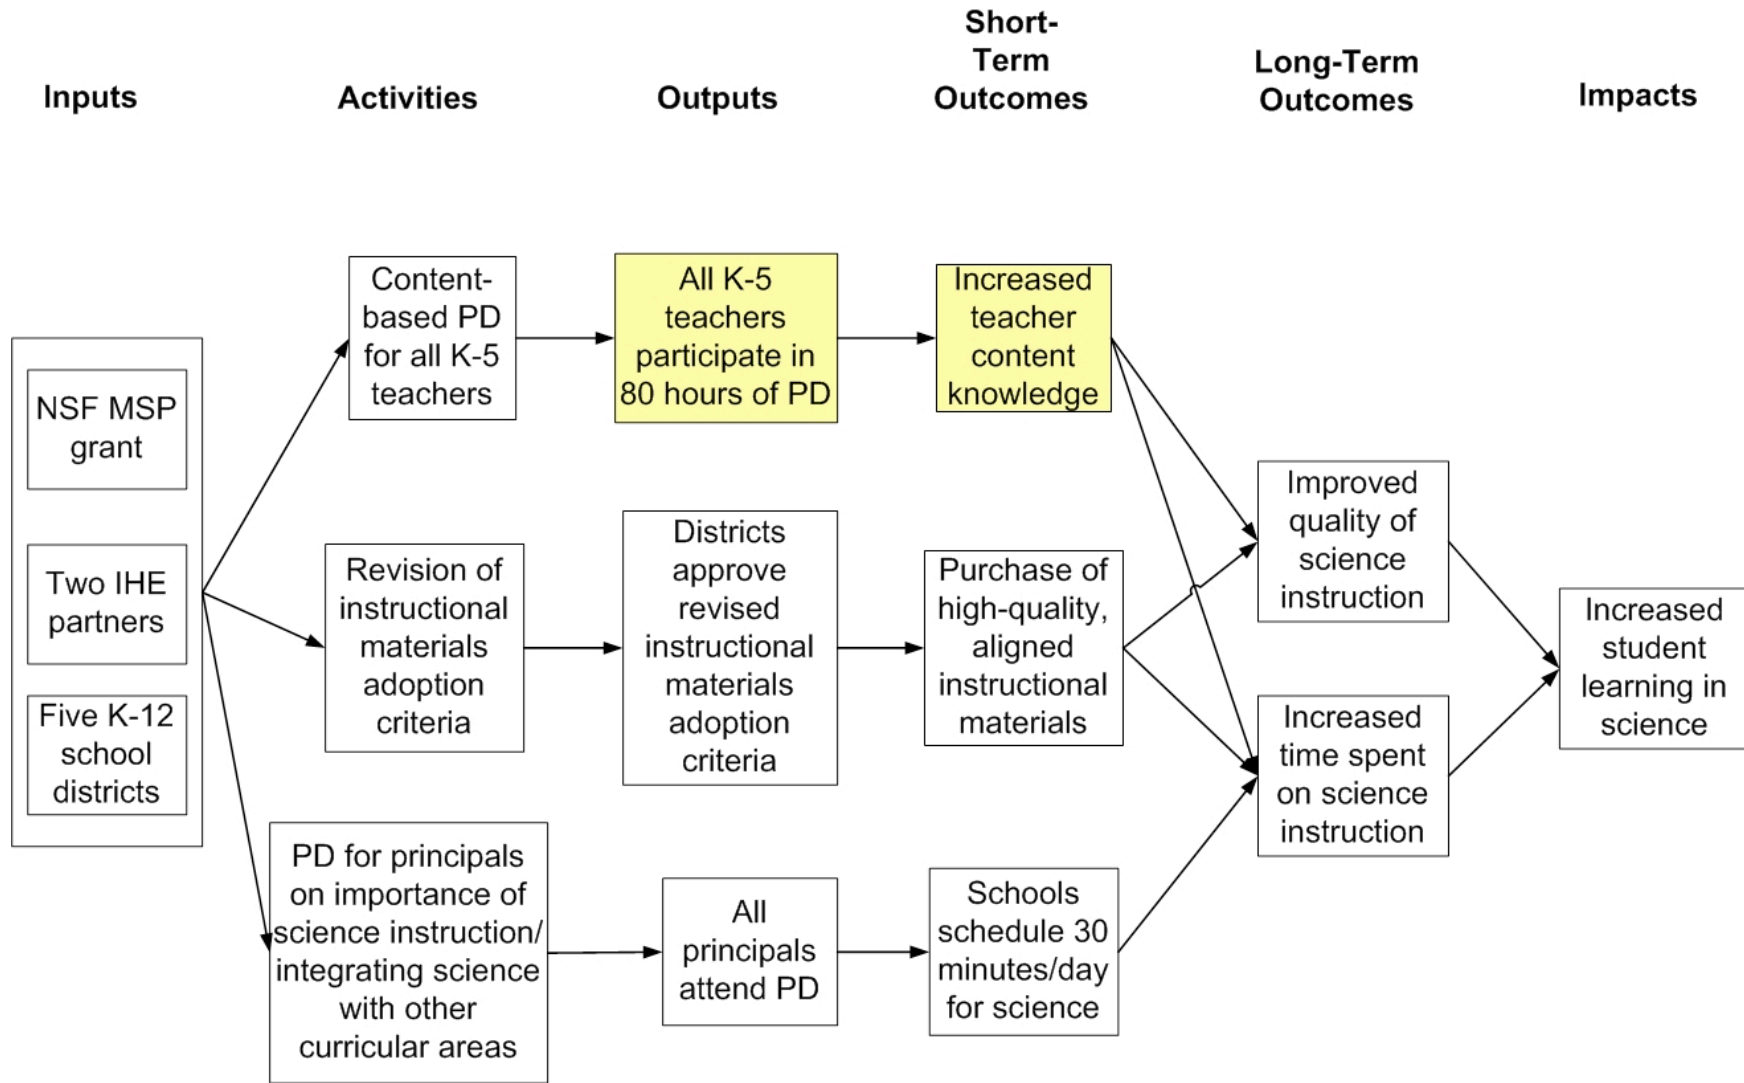 Inputs
Activities
Outputs
Short-
Term
Outcomes
Long-Term
Outcomes
Impacts
NSF MSP
grant
Two IHE
partners
Five K-12
school
districts
Content-
based PD
for all K-5
teachers
All K-5
teachers
participate in
80 hours of PD
Increased
teacher
content
knowledge
Revision of
instructional
materials
adoption
criteria
Districts
approve
revised
instructional
materials
adoption
criteria
Purchase of
high-quality,
aligned
instructional
materials
PD for principals
on importance of
science instruction/
integrating science
with other
curricular areas
All
principals
attend PD
Schools
schedule 30
minutes/day
for science
Improved
quality of
science
instruction
Increased
time spent
on science
instruction
Increased
student
learning in
science